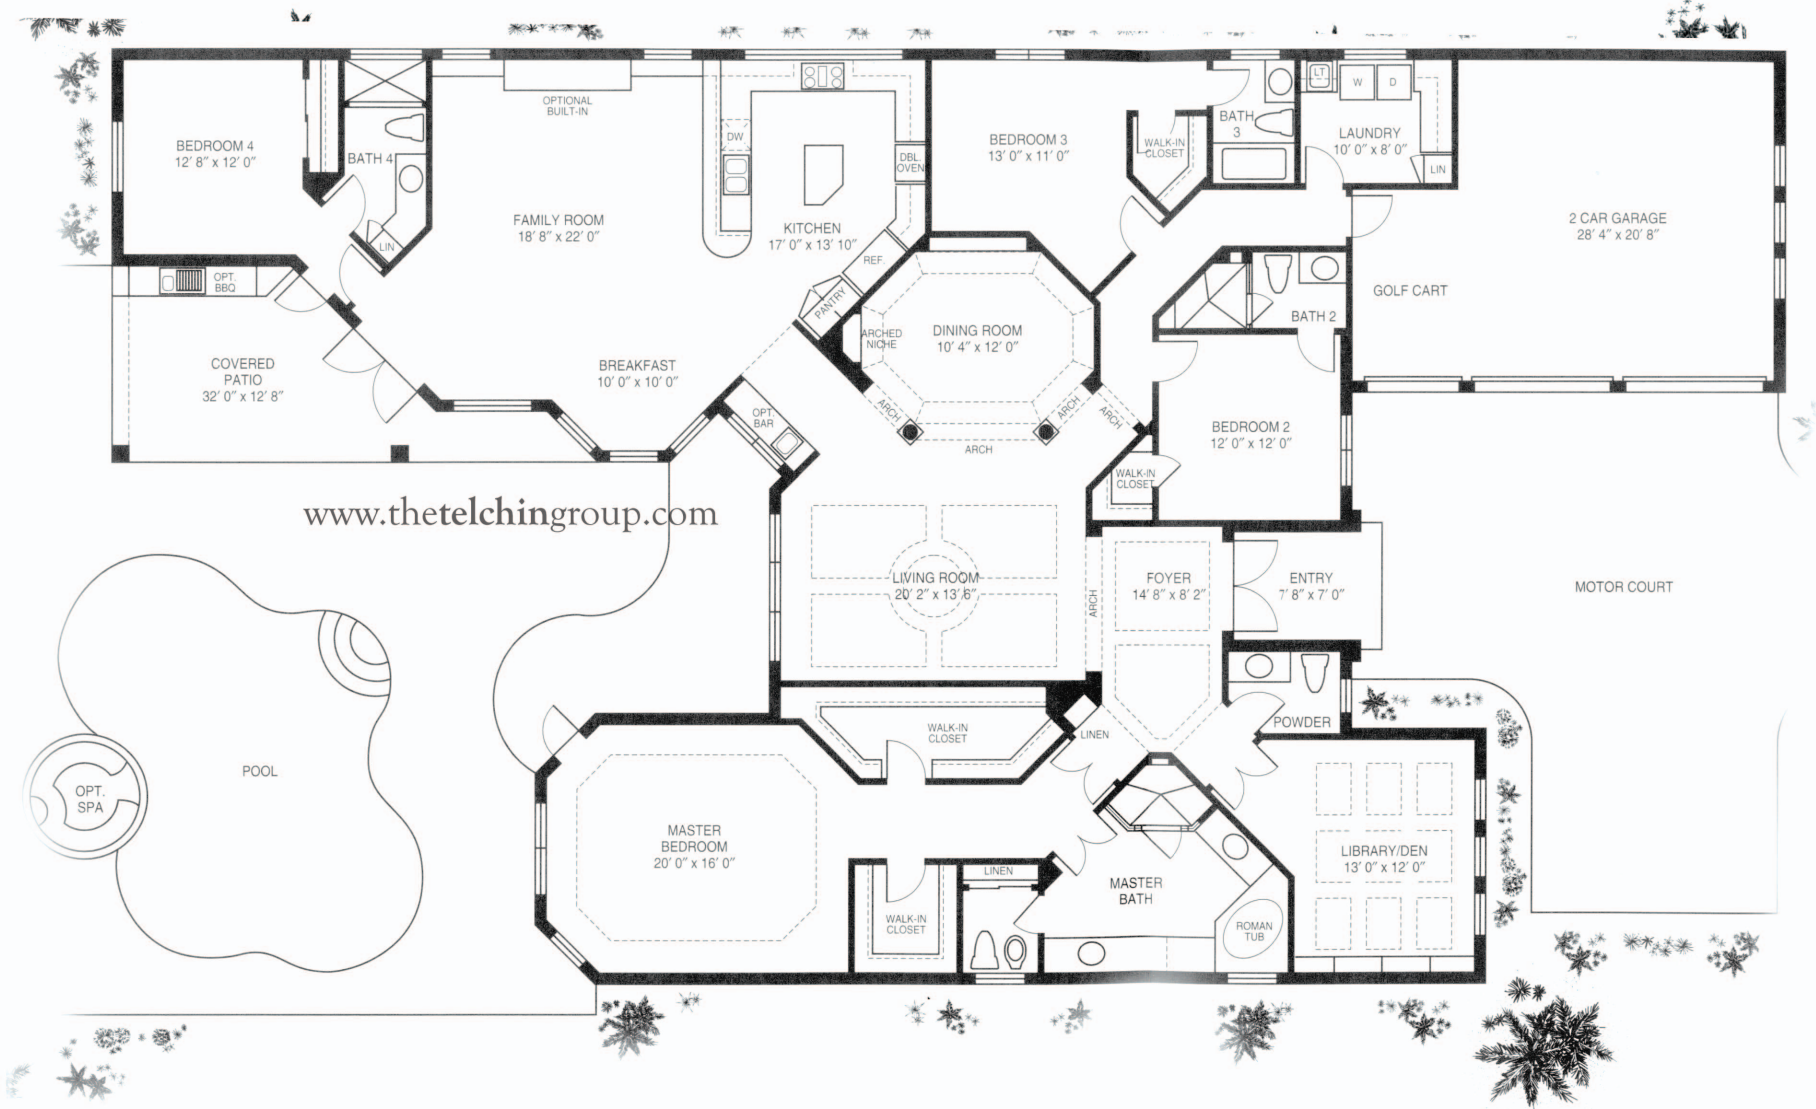 BEDROOM 4
12' 8" x 12' 0"
BATH 4
LIN
OPTIONAL
BUILT-IN
FAMILY ROOM
18' 8" x 22' 0"
DW
KITCHEN
17' 0" x 13' 10"
DBL.
OVEN
REF.
PANTRY
BEDROOM 3
13' 0" x 11' 0"
WALK-IN
CLOSET
BATH
3
LT
W
D
LAUNDRY
10' 0" x 8' 0"
LIN
2 CAR GARAGE
28' 4" x 20' 8"
GOLF CART
OPT.
BBQ
COVERED
PATIO
32' 0" x 12' 8"
BREAKFAST
10' 0" x 10' 0"
ARCHED
NICHE
DINING ROOM
10' 4" x 12' 0"
BATH 2
OPT.
BAR
ARCH
ARCH
ARCH
ARCH
BEDROOM 2
12' 0" x 12' 0"
WALK-IN
CLOSET
www.thetelchingroup.com
LIVING ROOM
20' 2" x 13' 6"
ARCH
FOYER
14' 8" x 8' 2"
ENTRY
7' 8" x 7' 0"
MOTOR COURT
POWDER
WALK-IN
CLOSET
LINEN
POOL
OPT.
SPA
MASTER
BEDROOM
20' 0" x 16' 0"
LINEN
WALK-IN
CLOSET
MASTER
BATH
ROMAN
TUB
LIBRARY/DEN
13' 0" x 12' 0"